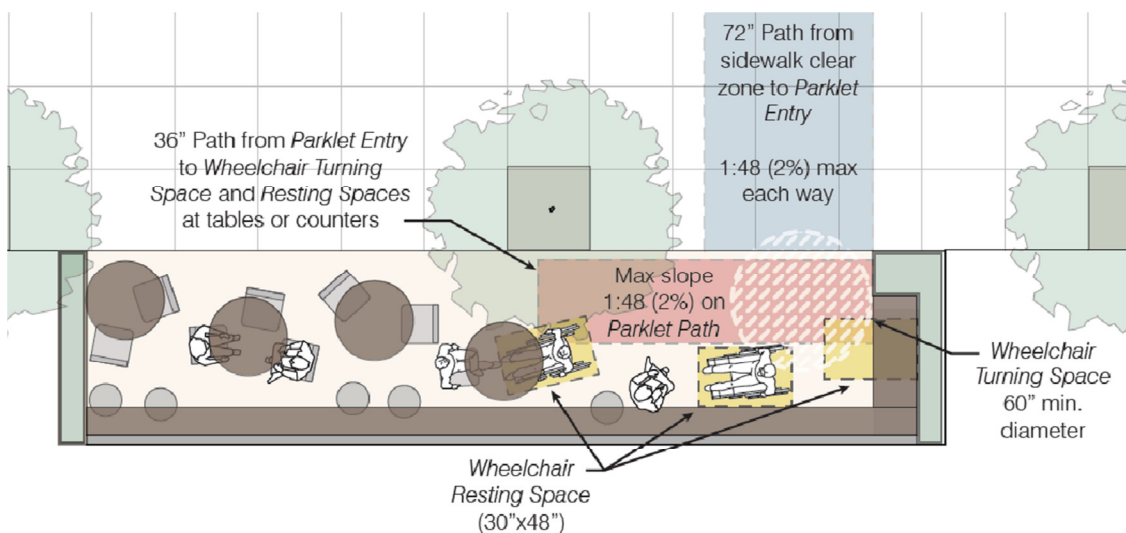 72” Path from
sidewalk clear
zone to Parklet
Entry
1:48 (2%) max
each way
36” Path from Parklet Entry
to Wheelchair Turning
Space and Resting Spaces
at tables or counters
Max slope
1:48 (2%) on
Parklet Path
Wheelchair
Turning Space
60” min.
diameter
Wheelchair
Resting Space
(30”x48”)